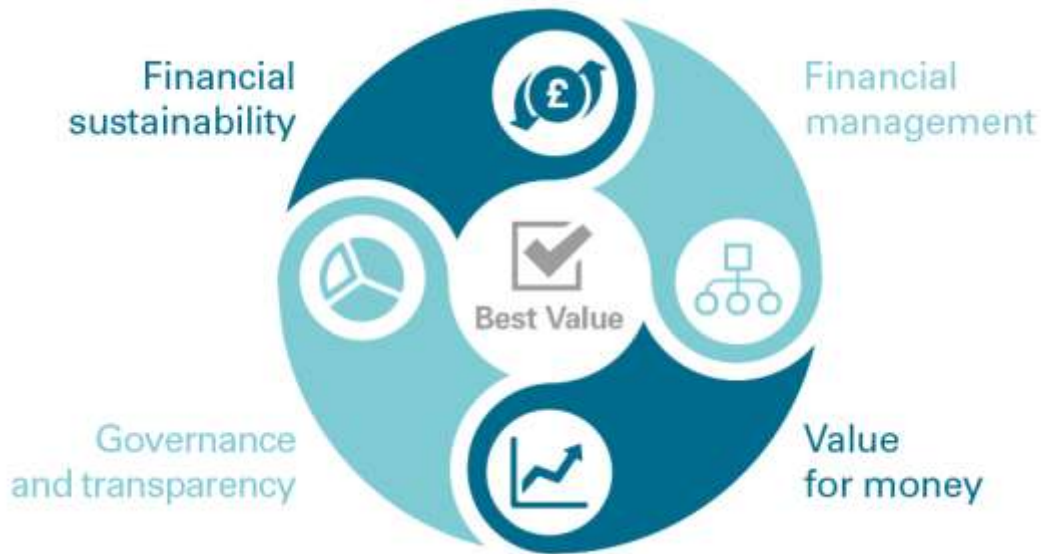 Financial
sustainability
Financial
management
£
Best Value
Governance
and transparency
Value
for money